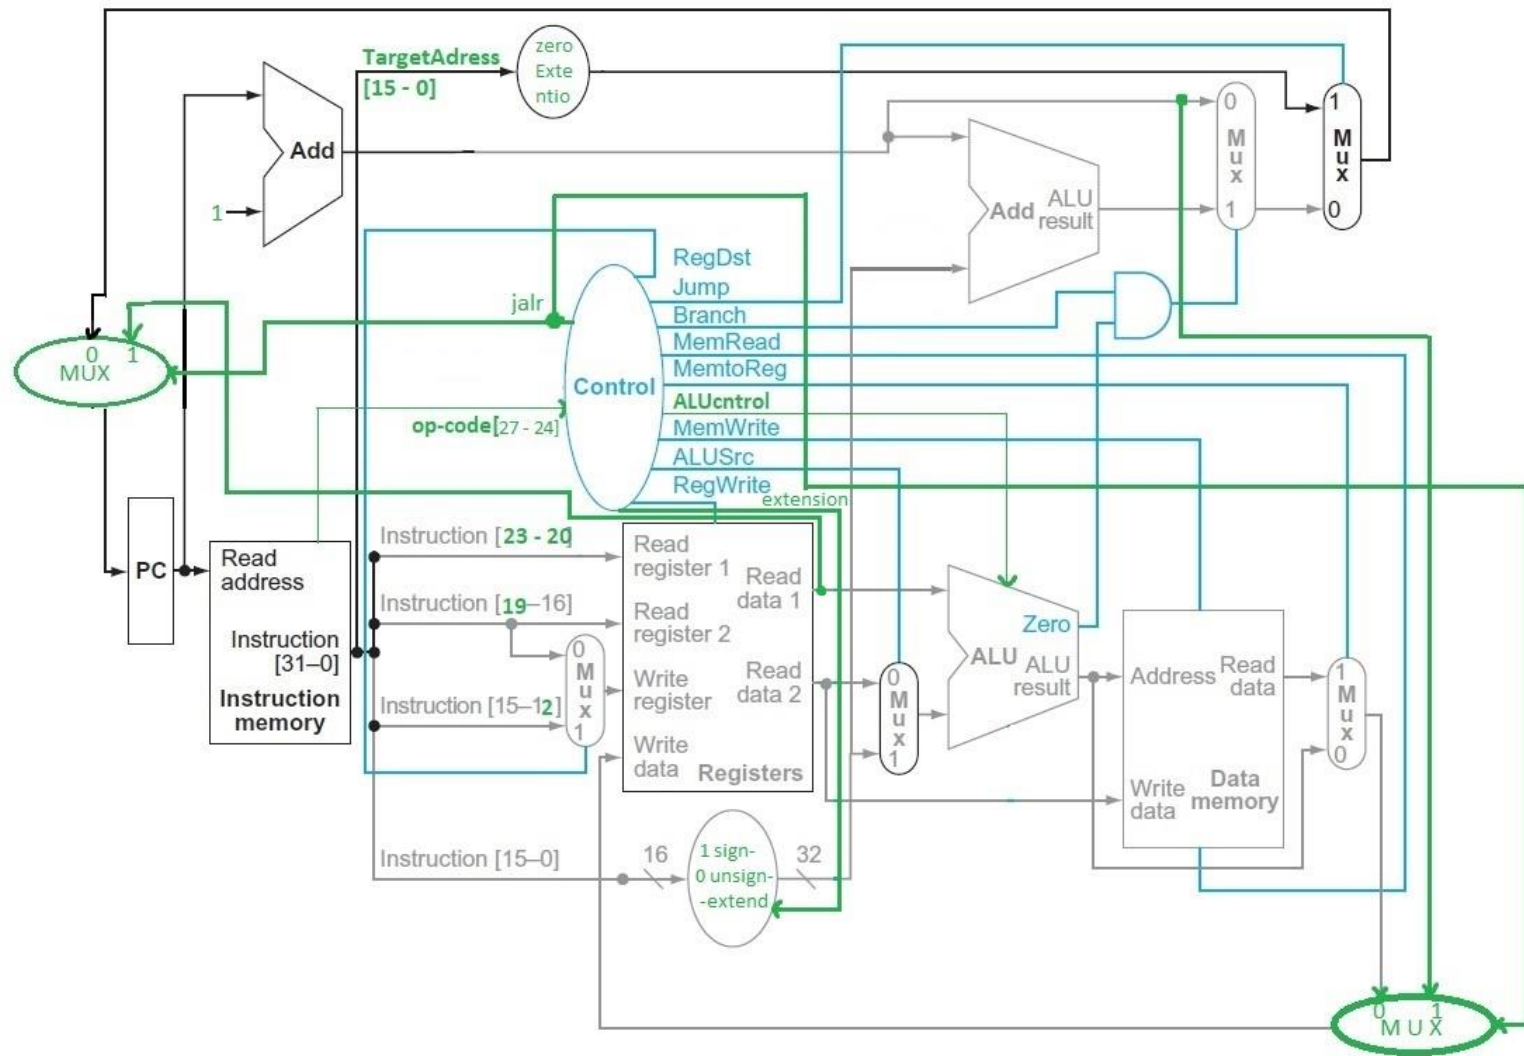 TargetAdress
[15 - 0]
zero
Exte
ntio
Add
1
0
M
u
x
1
1
M
u
x
0
Add
ALU
result
RegDst
Jump
Branch
MemRead
MemtoReg
ALUcntrol
MemWrite
ALUSrc
RegWrite
Control
jalr
0 1
MUX
op-code[27 - 24]
extension
PC
Read
address
Instruction
[31–0]
Instruction
memory
Instruction [23 - 20]
Instruction [19–16]
Instruction [15–12]
0
M
u
x
1
Read
register 1
Read
register 2
Write
register
Write
data
Read
data 1
Read
data 2
Registers
0
M
u
x
1
Zero
ALU
ALU
result
Address
Read
data
Write
data
Data
memory
1
M
u
x
0
Instruction [15–0]
16
1 sign-
0 unsign-
-extend
32
0 1
M U X